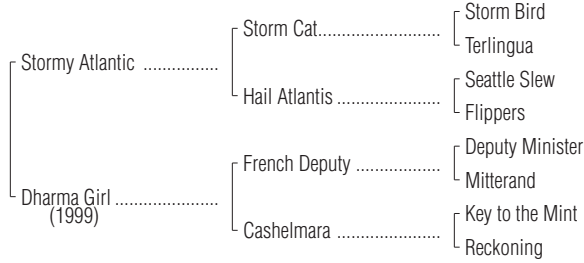 Storm Bird
Storm Cat
Terlingua
Stormy Atlantic
Seattle Slew
Hail Atlantis
Flippers
Deputy Minister
French Deputy
Mitterand
Dharma Girl
(1999)
Key to the Mint
Cashelmara
Reckoning